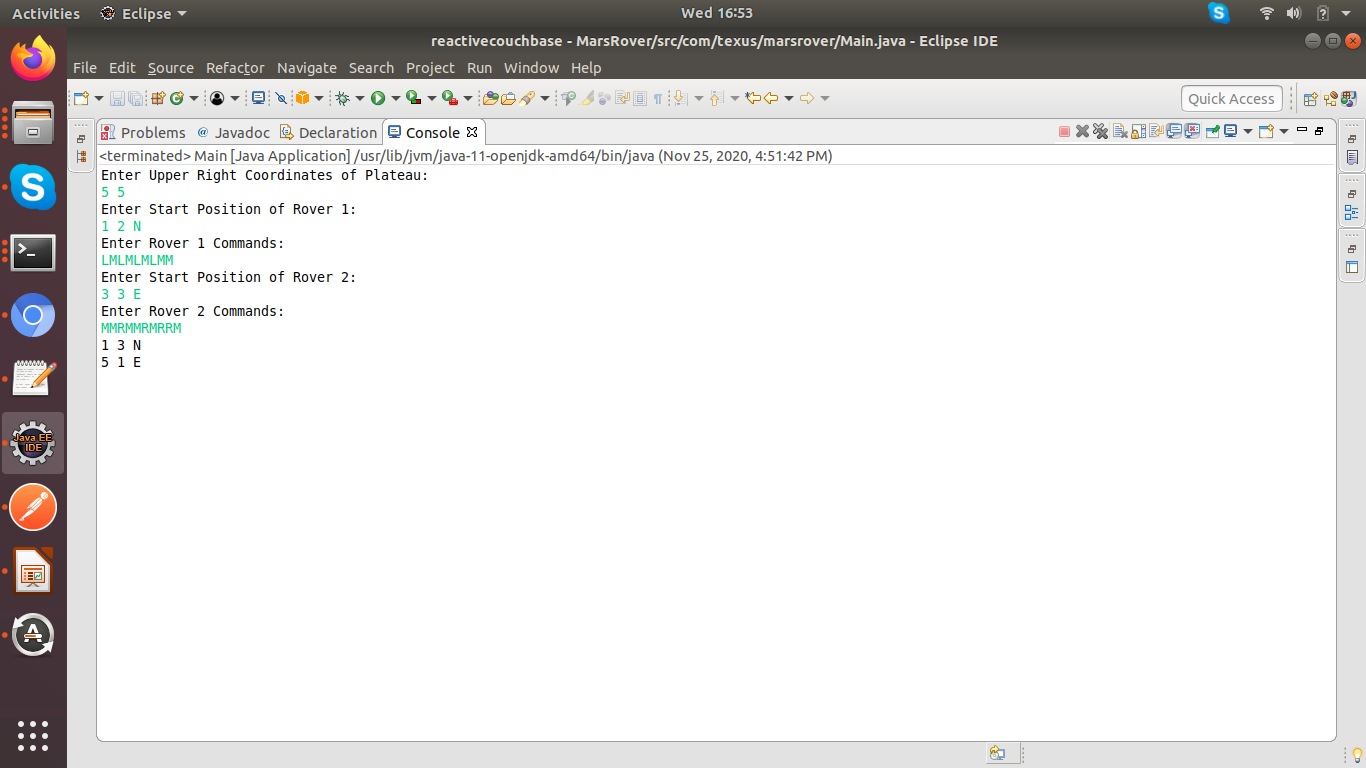 Activities Eclipse Wed 16:53
reactivecouchbase - MarsRover/src/com/texus/marsrover/Main.java - Eclipse IDE
File Edit Source Refactor Navigate Search Project Run Window Help
Quick Access
Problems @ Javadoc Declaration Console
<terminated> Main [Java Application] /usr/lib/jvm/java-11-openjdk-amd64/bin/java (Nov 25, 2020, 4:51:42 PM)
Enter Upper Right Coordinates of Plateau:
5 5
Enter Start Position of Rover 1:
1 2 N
Enter Rover 1 Commands:
LMLMLMLMM
Enter Start Position of Rover 2:
3 3 E
Enter Rover 2 Commands:
MMRMMRMRRM
1 3 N
5 1 E
Java EE
IDE